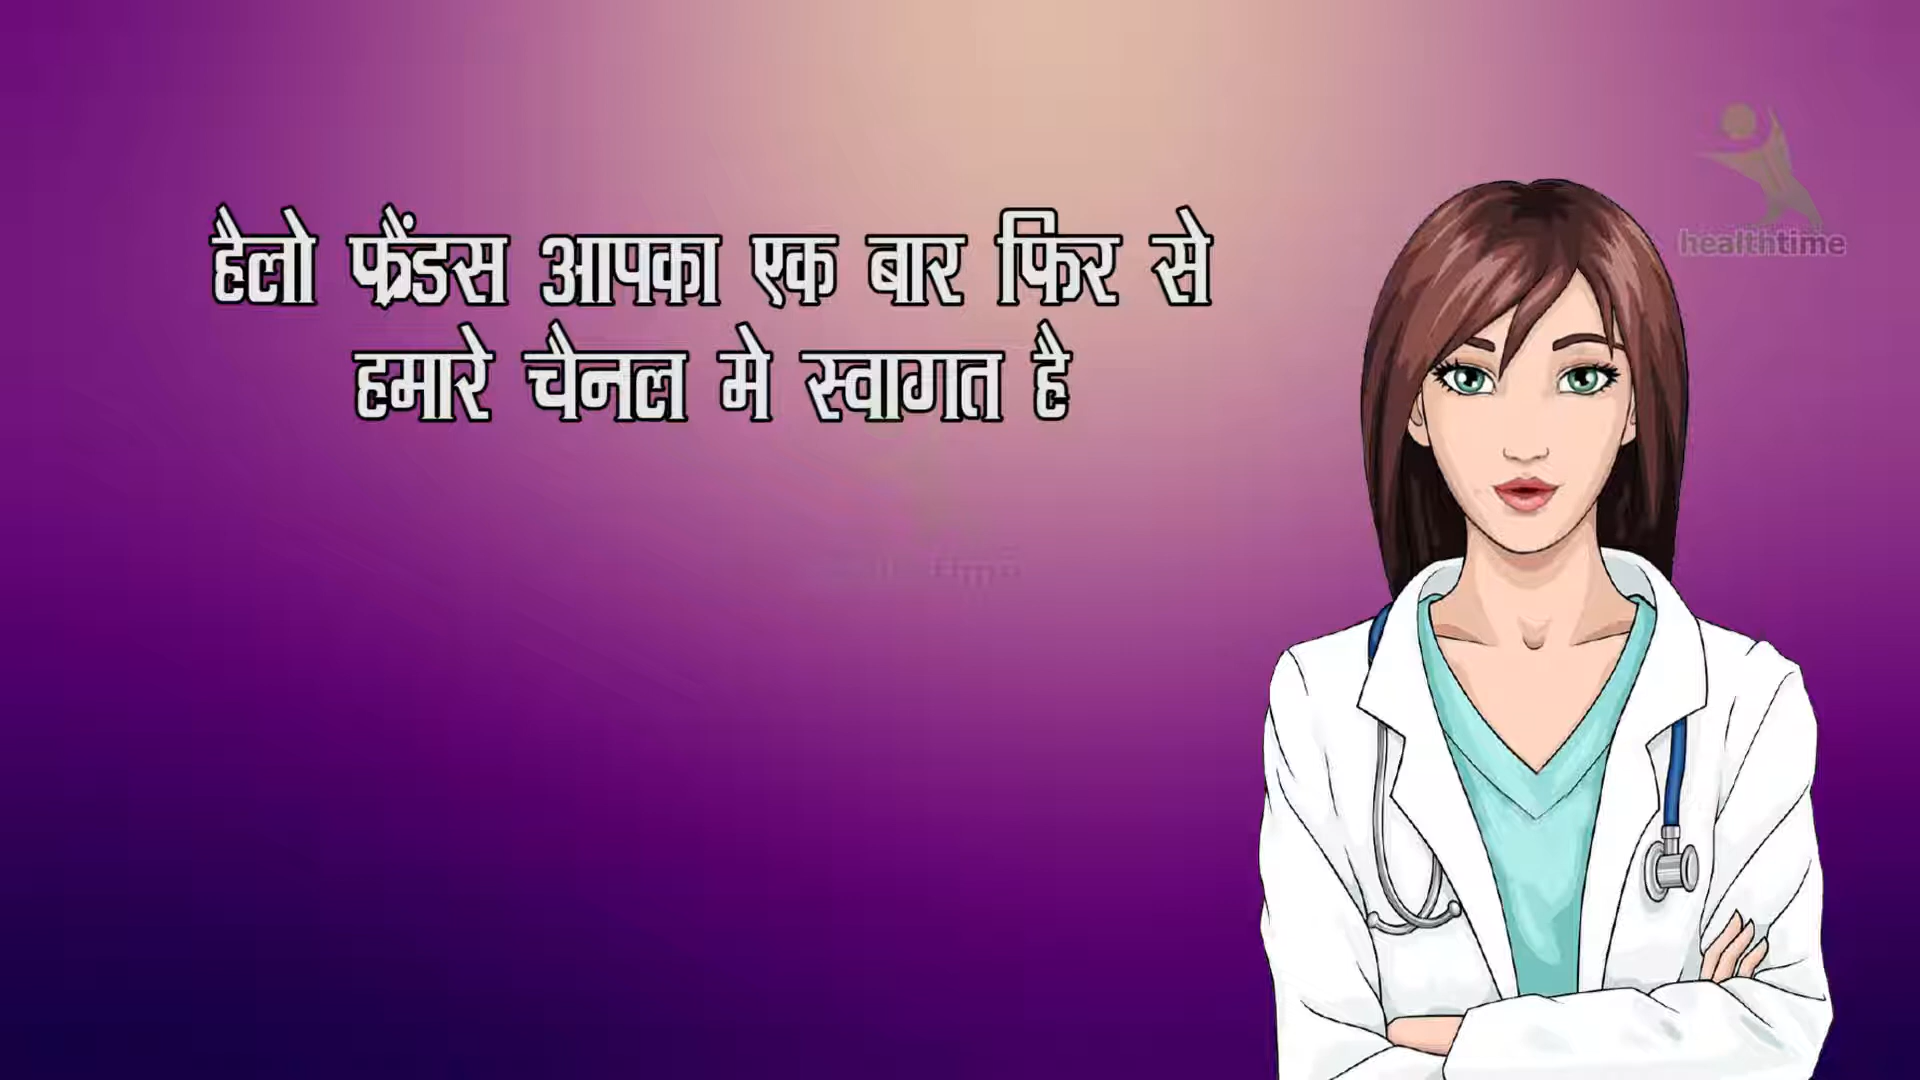 हैलो फ्रैंडस आपका एक बार फिर से
हमारे चैनल मे स्वागत है
healthtime